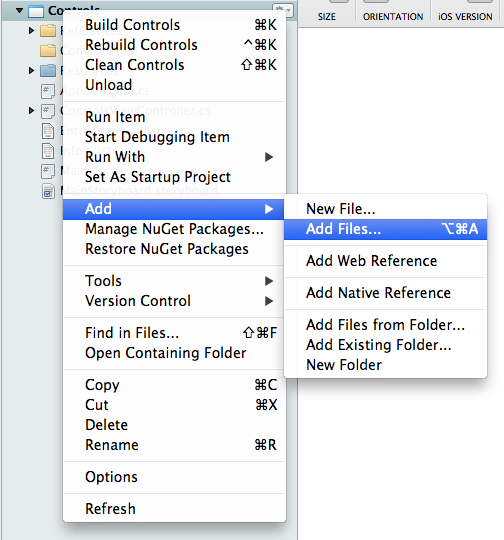 Controls
SIZE ORIENTATION iOS VERSION
Build Controls ⌘K
Rebuild Controls ^⌘K
Clean Controls ⇧⌘K
Unload
Run Item
Start Debugging Item
Run With
Set As Startup Project
Add
Manage NuGet Packages...
Restore NuGet Packages
Tools
Version Control
Find in Files... ⇧⌘F
Open Containing Folder
Copy ⌘C
Cut ⌘X
Delete
Rename ⌘R
Options
Refresh
New File...
Add Files... ⌥⌘A
Add Web Reference
Add Native Reference
Add Files from Folder...
Add Existing Folder...
New Folder
MainStoryboard.storyboard